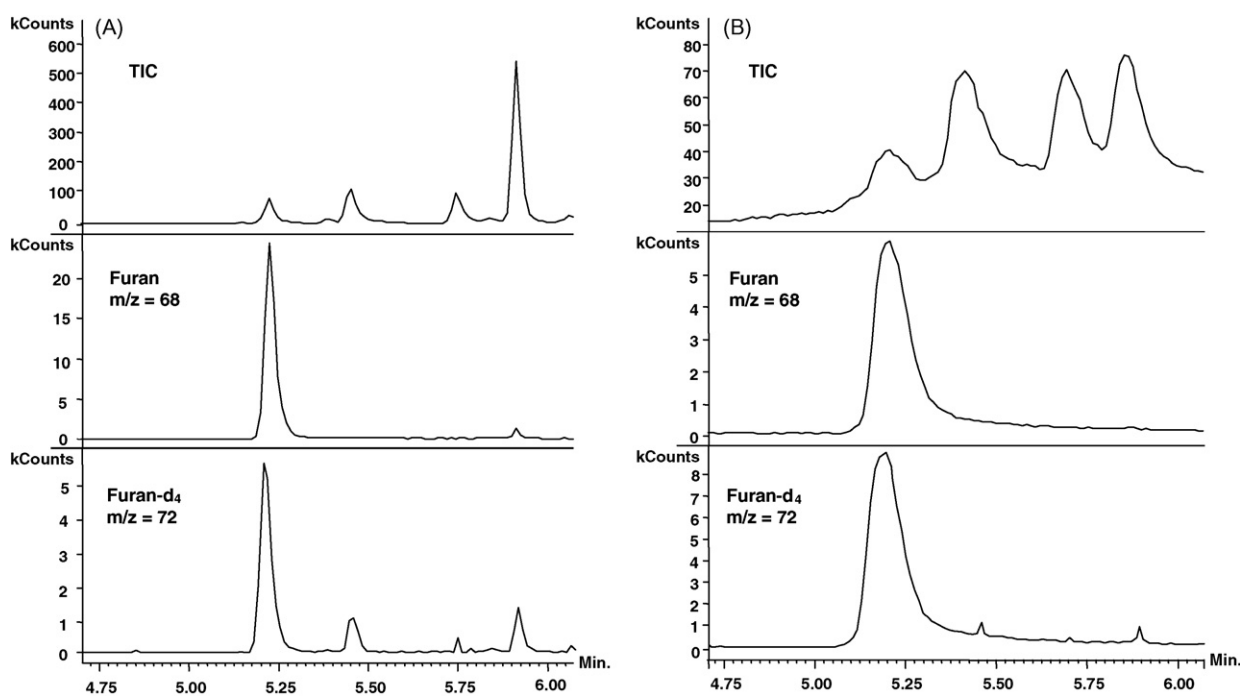 kCounts (A)
600
500
400
300
200
100
0
TIC
kCounts
20
15
10
5
0
Furan
m/z = 68
kCounts
5
4
3
2
1
0
Furan-d4
m/z = 72
4.75 5.00 5.25 5.50 5.75 6.00 Min.
kCounts (B)
80
70
60
50
40
30
20
TIC
kCounts
5
4
3
2
1
0
Furan
m/z = 68
kCounts
8
7
6
5
4
3
2
1
0
Furan-d4
m/z = 72
4.75 5.00 5.25 5.50 5.75 6.00 Min.